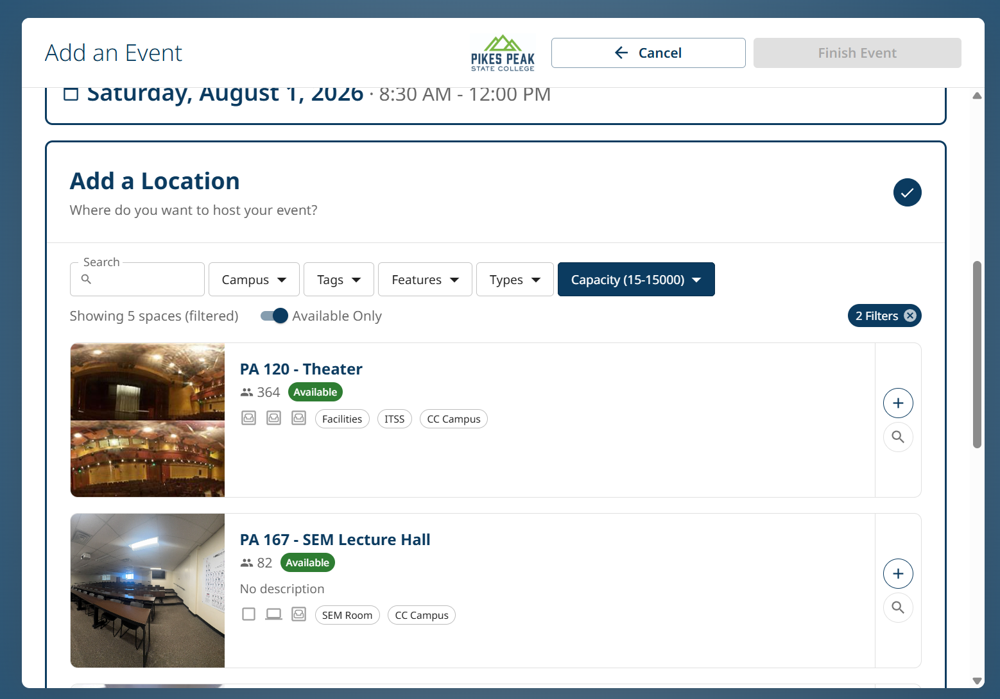 Add an Event
PIKES PEAK
STATE COLLEGE
Cancel
Finish Event
Saturday, August 1, 2026 · 8:30 AM - 12:00 PM
Add a Location
Where do you want to host your event?
Search
Campus
Tags
Features
Types
Capacity (15-15000)
Showing 5 spaces (filtered)
Available Only
2 Filters
PA 120 - Theater
364
Available
Facilities
ITSS
CC Campus
PA 167 - SEM Lecture Hall
82
Available
No description
SEM Room
CC Campus